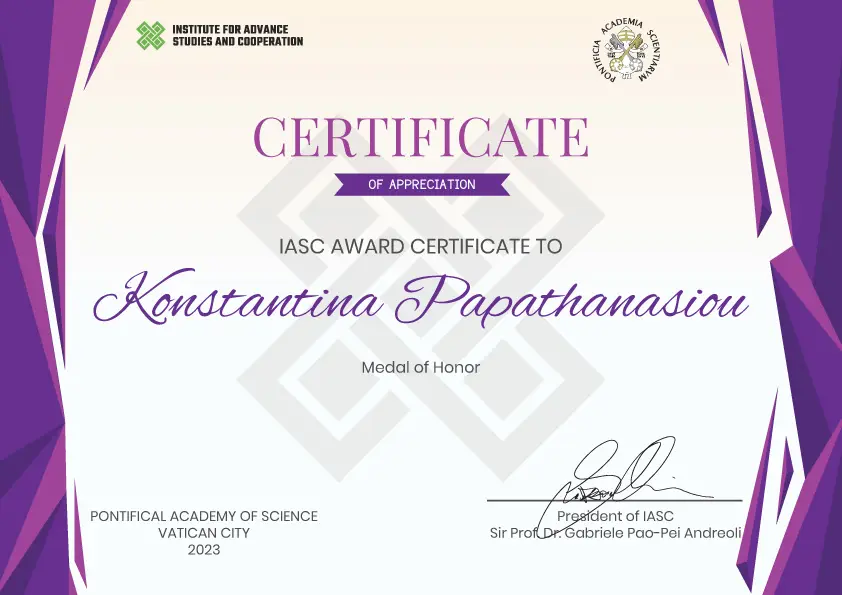 INSTITUTE FOR ADVANCE
STUDIES AND COOPERATION
PONTIFICIA ACADEMIA SCIENTIARVM
CERTIFICATE
OF APPRECIATION
IASC AWARD CERTIFICATE TO
Konstantina Papathanasiou
Medal of Honor
PONTIFICAL ACADEMY OF SCIENCE
VATICAN CITY
2023
President of IASC
Sir Prof. Dr. Gabriele Pao-Pei Andreoli